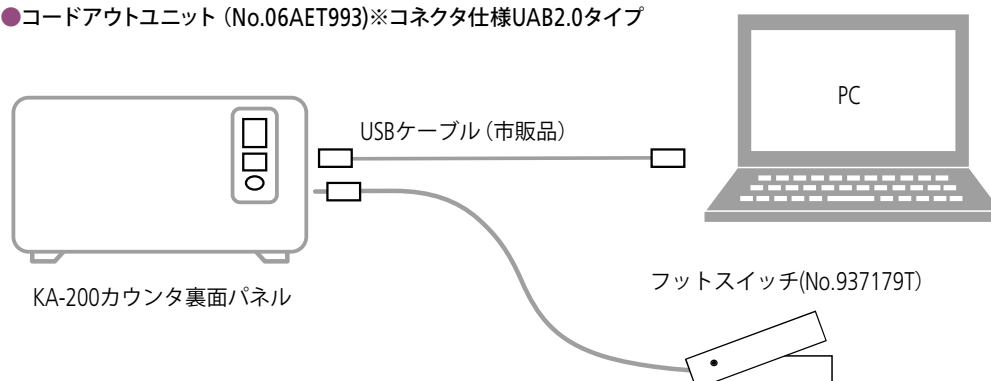 ●コードアウトユニット（No.06AET993)※コネクタ仕様UAB2.0タイプ
PC
USBケーブル（市販品）
KA-200カウンタ裏面パネル
フットスイッチ(No.937179T）